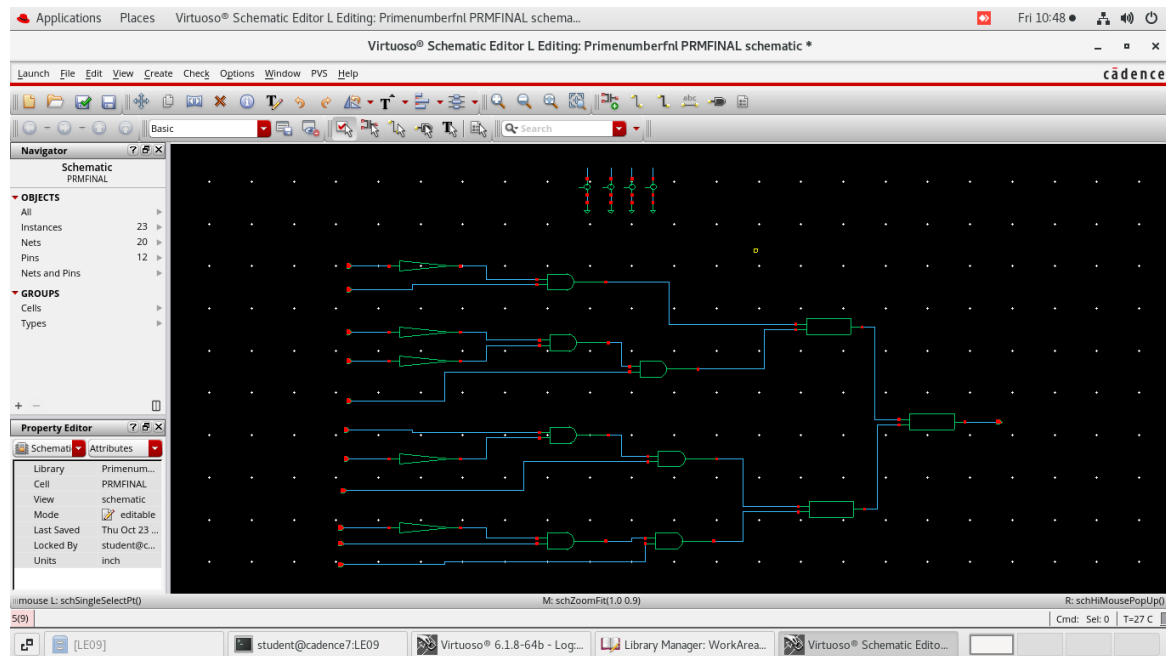 Applications Places Virtuoso® Schematic Editor L Editing: Primenumberfnl PRMFINAL schema... Fri 10:48
Virtuoso® Schematic Editor L Editing: Primenumberfnl PRMFINAL schematic *
Launch File Edit View Create Check Options Window PVS Help cādence
abc
Basic Search
Navigator
Schematic
PRMFINAL
OBJECTS
All
Instances 23
Nets 20
Pins 12
Nets and Pins
GROUPS
Cells
Types
Property Editor
Schemati Attributes
Library Primenum...
Cell PRMFINAL
View schematic
Mode editable
Last Saved Thu Oct 23 ...
Locked By student@c...
Units inch
mouse L: schSingleSelectPt() M: schZoomFit(1.0 0.9) R: schHiMousePopUp()
5(9) Cmd: Sel: 0 T=27 C
[LE09] student@cadence7:LE09 Virtuoso® 6.1.8-64b - Log:... Library Manager: WorkArea... Virtuoso® Schematic Edito...